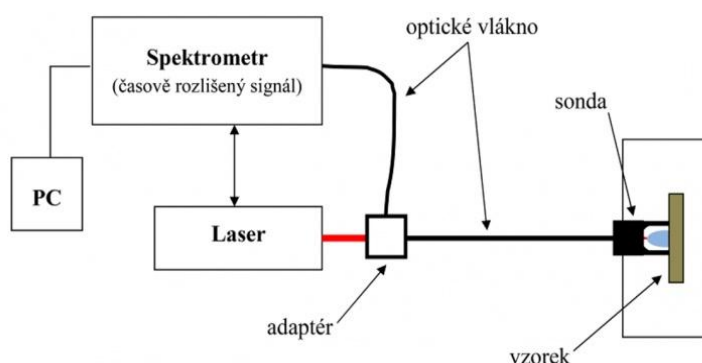 optické vlákno
Spektrometr
(časově rozlišený signál)
sonda
PC
Laser
adaptér
vzorek